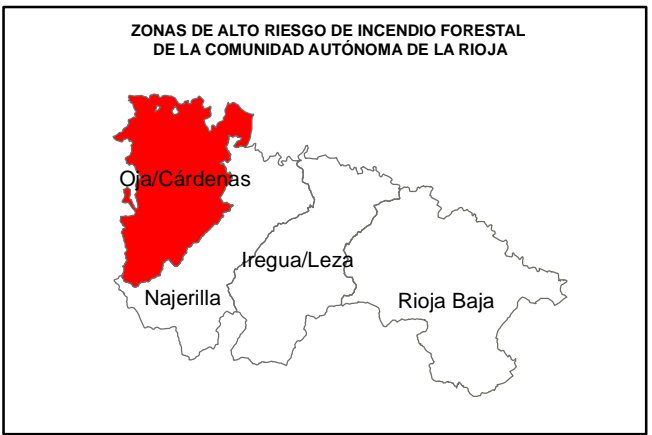 ZONAS DE ALTO RIESGO DE INCENDIO FORESTAL
DE LA COMUNIDAD AUTÓNOMA DE LA RIOJA
Oja/Cárdenas
Iregua/Leza
Najerilla
Rioja Baja